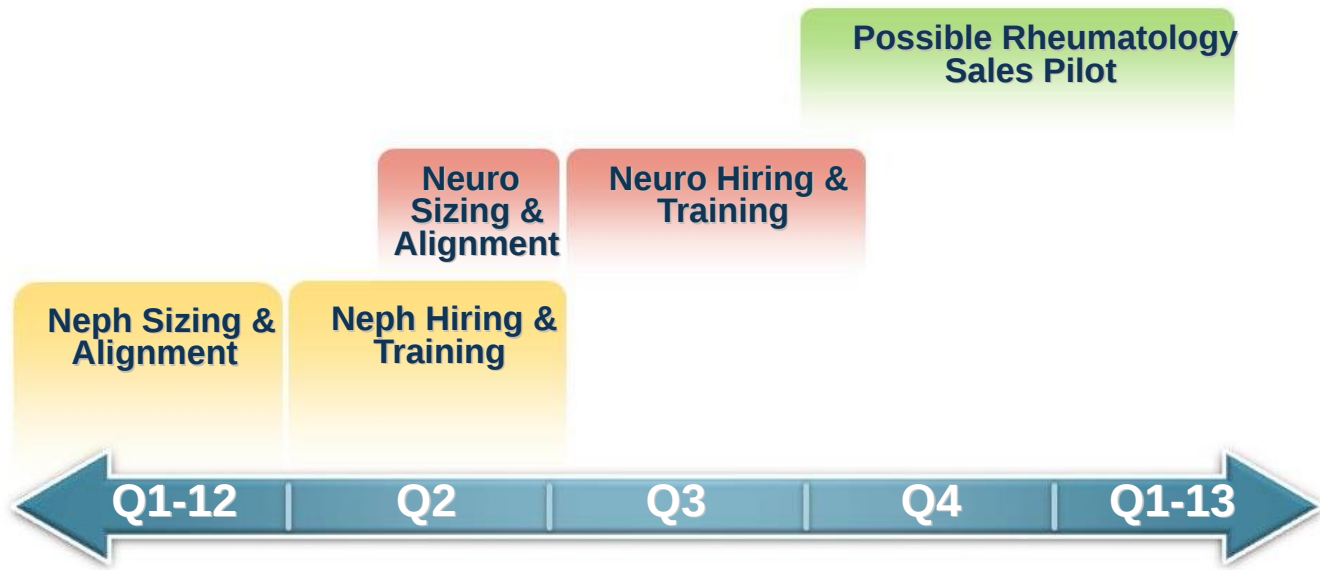 Possible Rheumatology
Sales Pilot
Neuro
Sizing &
Alignment
Neuro Hiring &
Training
Neph Sizing &
Alignment
Neph Hiring &
Training
Q1-12
Q2
Q3
Q4
Q1-13